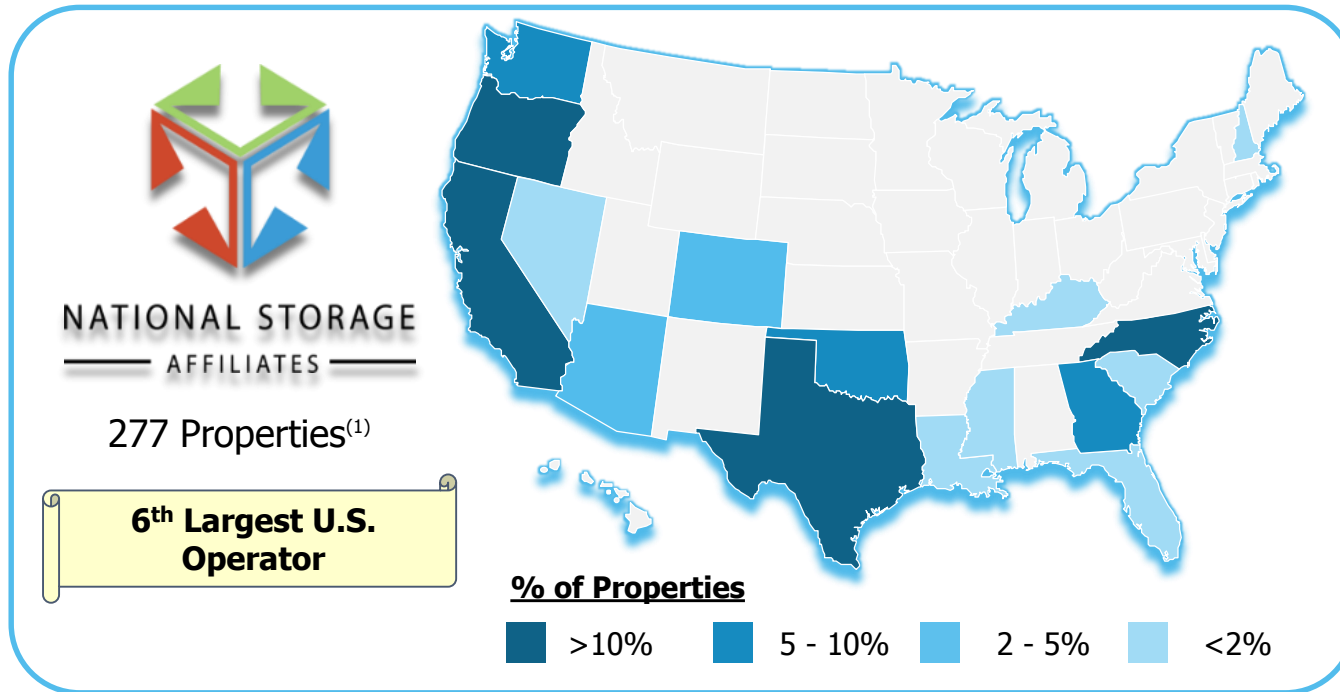 NATIONAL STORAGE
AFFILIATES
277 Properties(1)
6th Largest U.S.
Operator
% of Properties
>10%
5 - 10%
2 - 5%
<2%